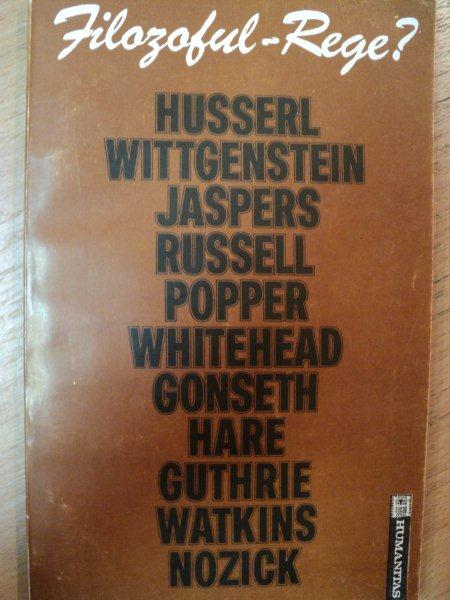 Filozoful-Rege?
HUSSERL
WITTGENSTEIN
JASPERS
RUSSELL
POPPER
WHITEHEAD
GONSETH
HARE
GUTHRIE
WATKINS
NOZICK
HUMANITAS